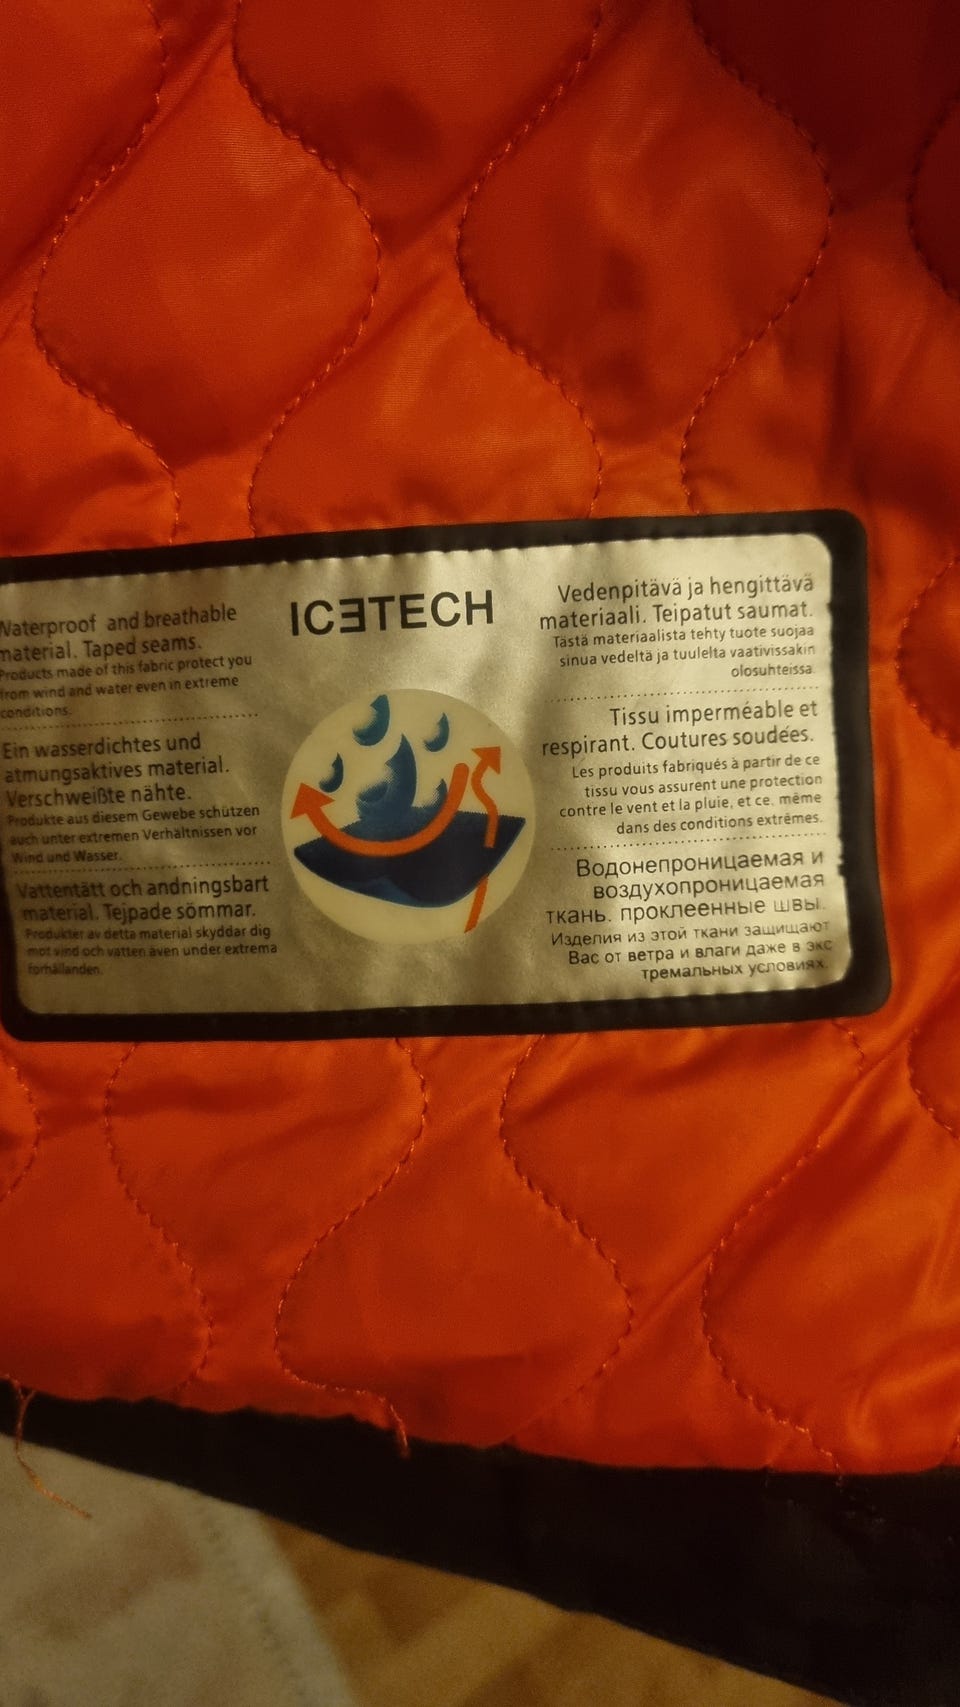 Waterproof and breathable
material. Taped seams.
Products made of this fabric protect you
from wind and water even in extreme
conditions.
Ein wasserdichtes und
atmungsaktives material.
Verschweißte nähte.
Produkte aus diesem Gewebe schützen
auch unter extremen Verhältnissen vor
Wind und Wasser.
Vattentätt och andningsbart
material. Tejpade sömmar.
Produkter av detta material skyddar dig
mot vind och vatten även under extrema
förhållanden.
ICƎTECH
Vedenpitävä ja hengittävä
materiaali. Teipatut saumat.
Tästä materiaalista tehty tuote suojaa
sinua vedeltä ja tuulelta vaativissakin
olosuhteissa.
Tissu imperméable et
respirant. Coutures soudées.
Les produits fabriqués à partir de ce
tissu vous assurent une protection
contre le vent et la pluie, et ce, même
dans des conditions extrêmes.
Водонепроницаемая и
воздухопроницаемая
ткань. проклеенные швы.
Изделия из этой ткани защищают
Вас от ветра и влаги даже в экс
тремальных условиях.